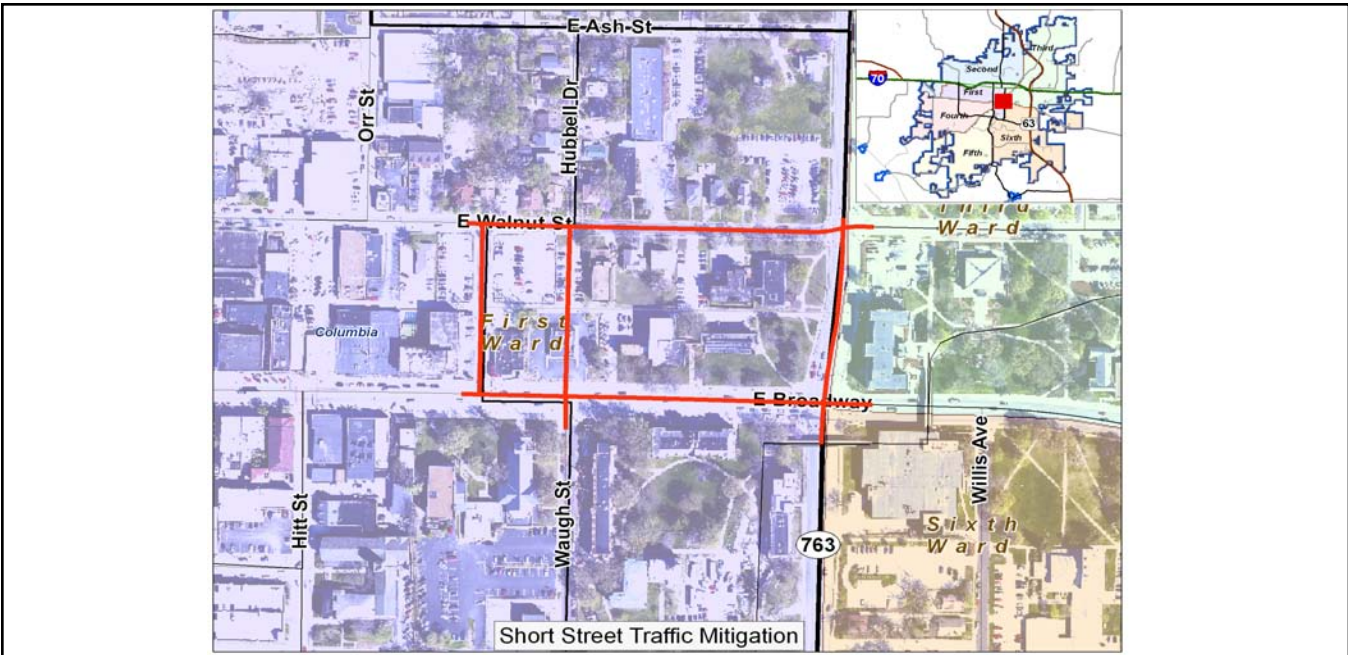 E Ash St
Orr St
Hubbell Dr
Second
Third
70
First
Fourth
63
Sixth
Fifth
E Walnut St
Third
Ward
Columbia
First
Ward
E Broadway
Hitt St
Waugh St
Willis Ave
763
Sixth
Ward
Short Street Traffic Mitigation